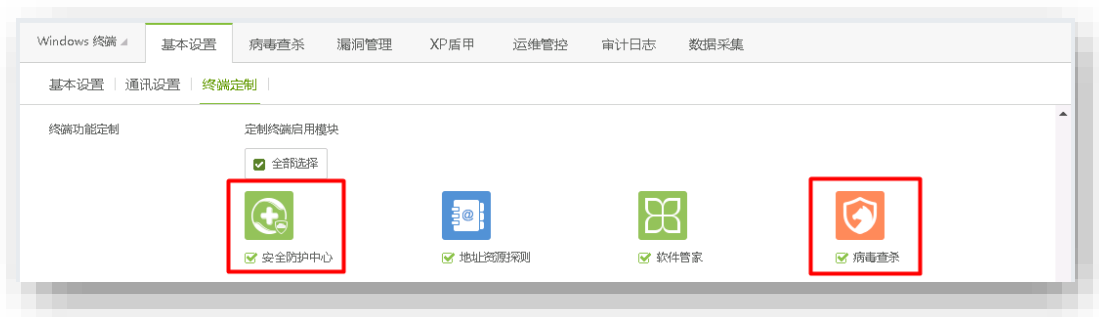 Windows 终端 基本设置 病毒查杀 漏洞管理 XP盾甲 运维管控 审计日志 数据采集
基本设置 通讯设置 终端定制
终端功能定制 定制终端启用模块
全部选择
安全防护中心 地址资源探测 软件管家 病毒查杀